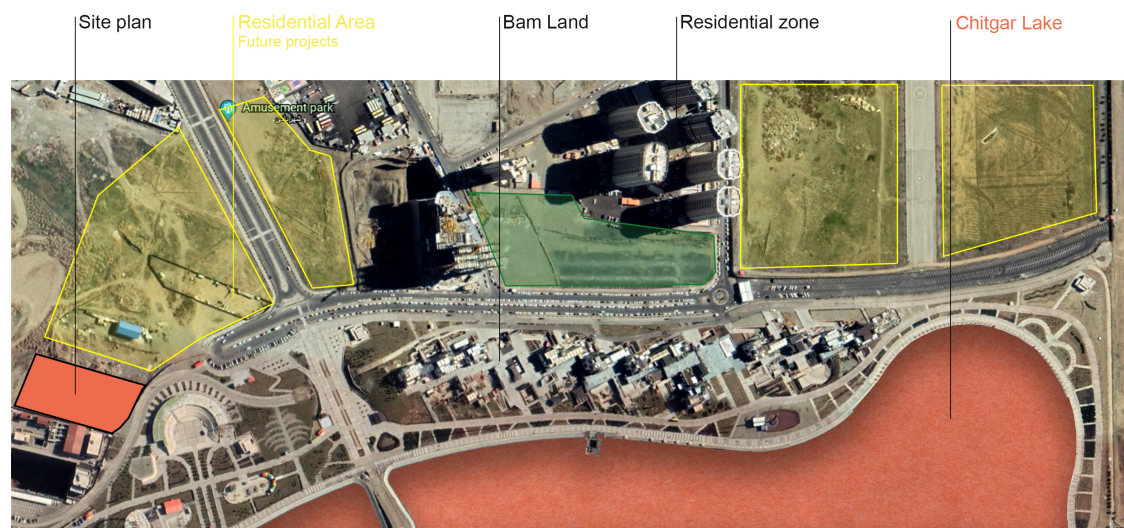 Site plan
Residential Area
Future projects
Bam Land
Residential zone
Chitgar Lake
Amusement park